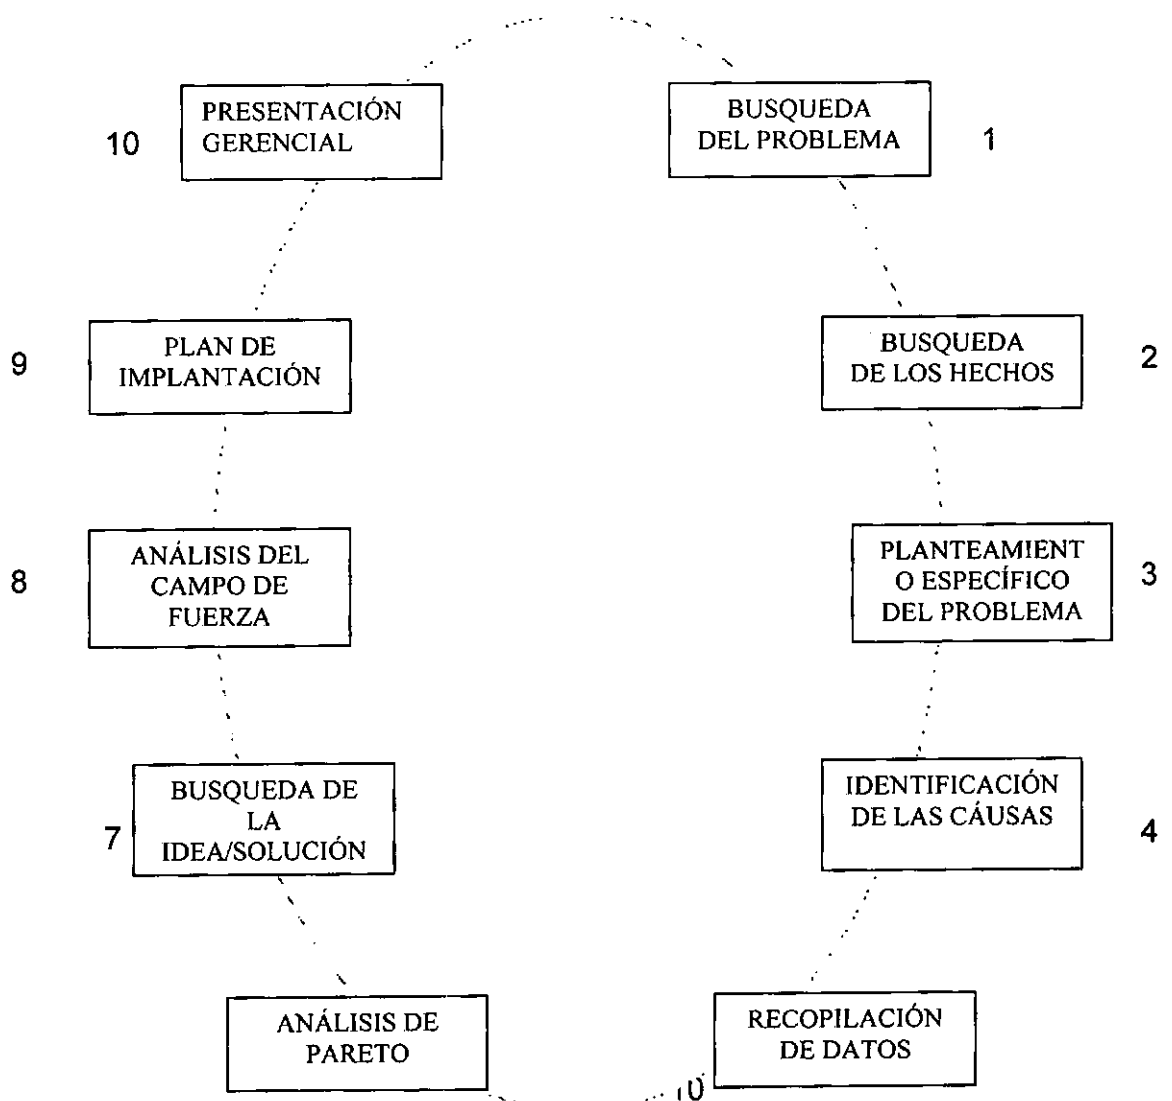 PRESENTACIÓN
GERENCIAL
10
BUSQUEDA
DEL PROBLEMA
1
PLAN DE
IMPLANTACIÓN
9
BUSQUEDA
DE LOS HECHOS
2
ANÁLISIS DEL
CAMPO DE
FUERZA
8
PLANTEAMIENT
O ESPECÍFICO
DEL PROBLEMA
3
BUSQUEDA DE
LA
IDEA/SOLUCIÓN
7
IDENTIFICACIÓN
DE LAS CÁUSAS
4
ANÁLISIS DE
PARETO
RECOPILACIÓN
DE DATOS